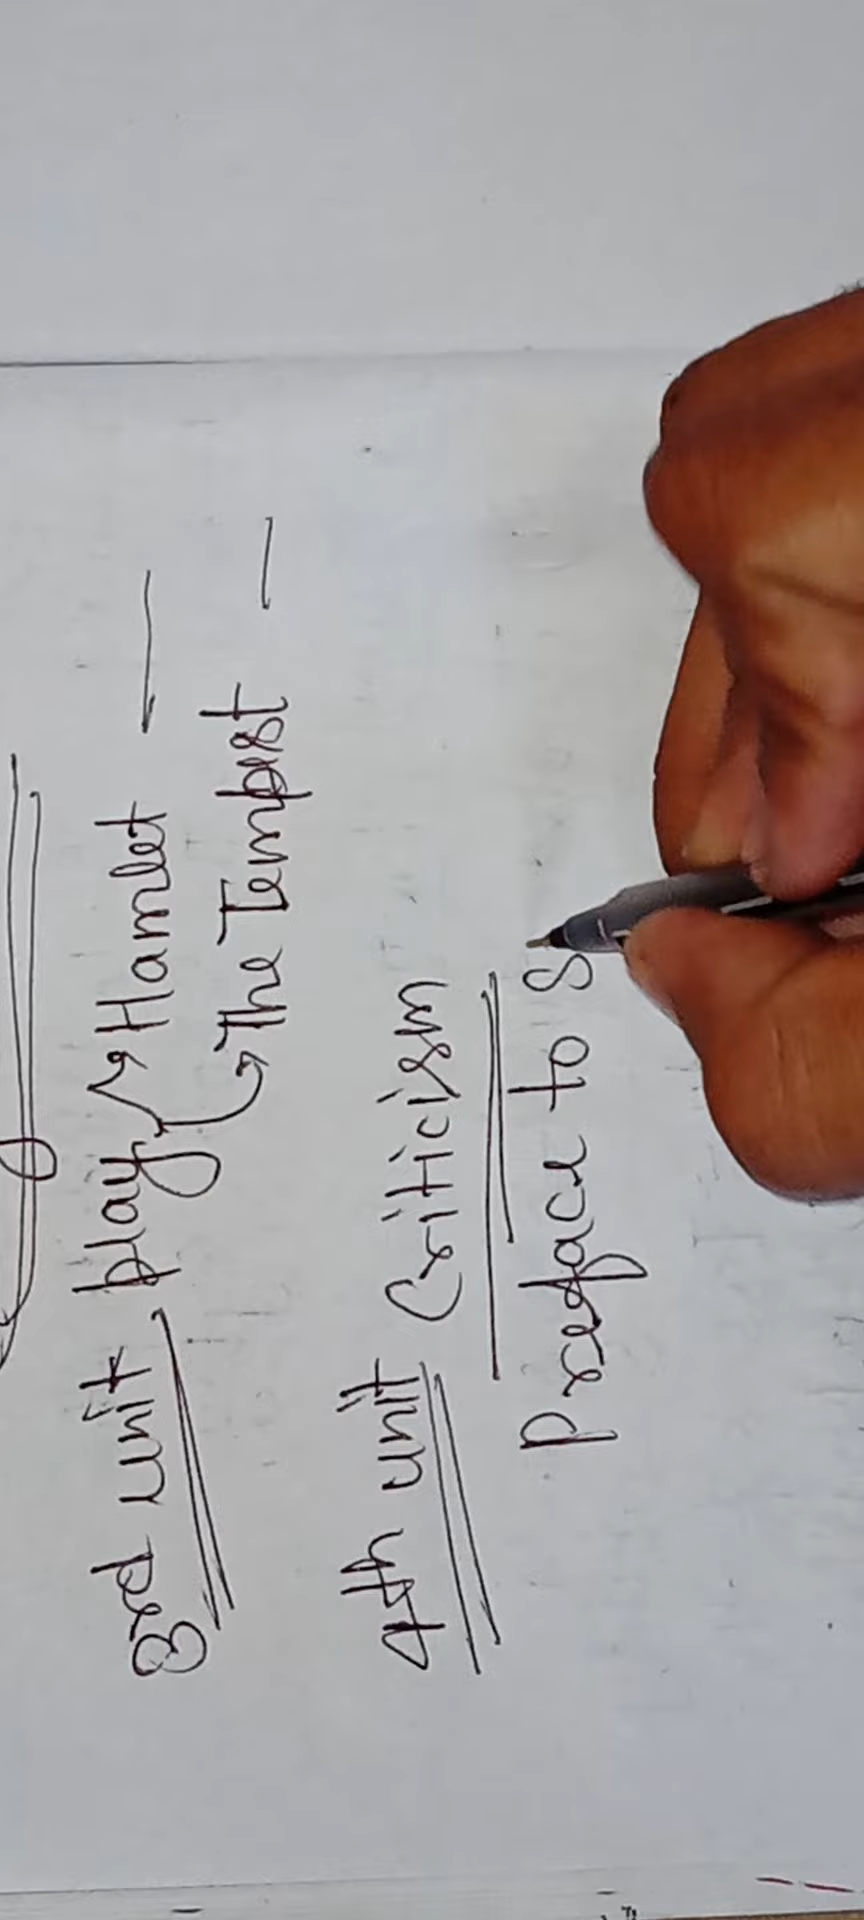 3rd unit play → Hamlet —
→ The Tempest —
4th unit Criticism
Preface to S